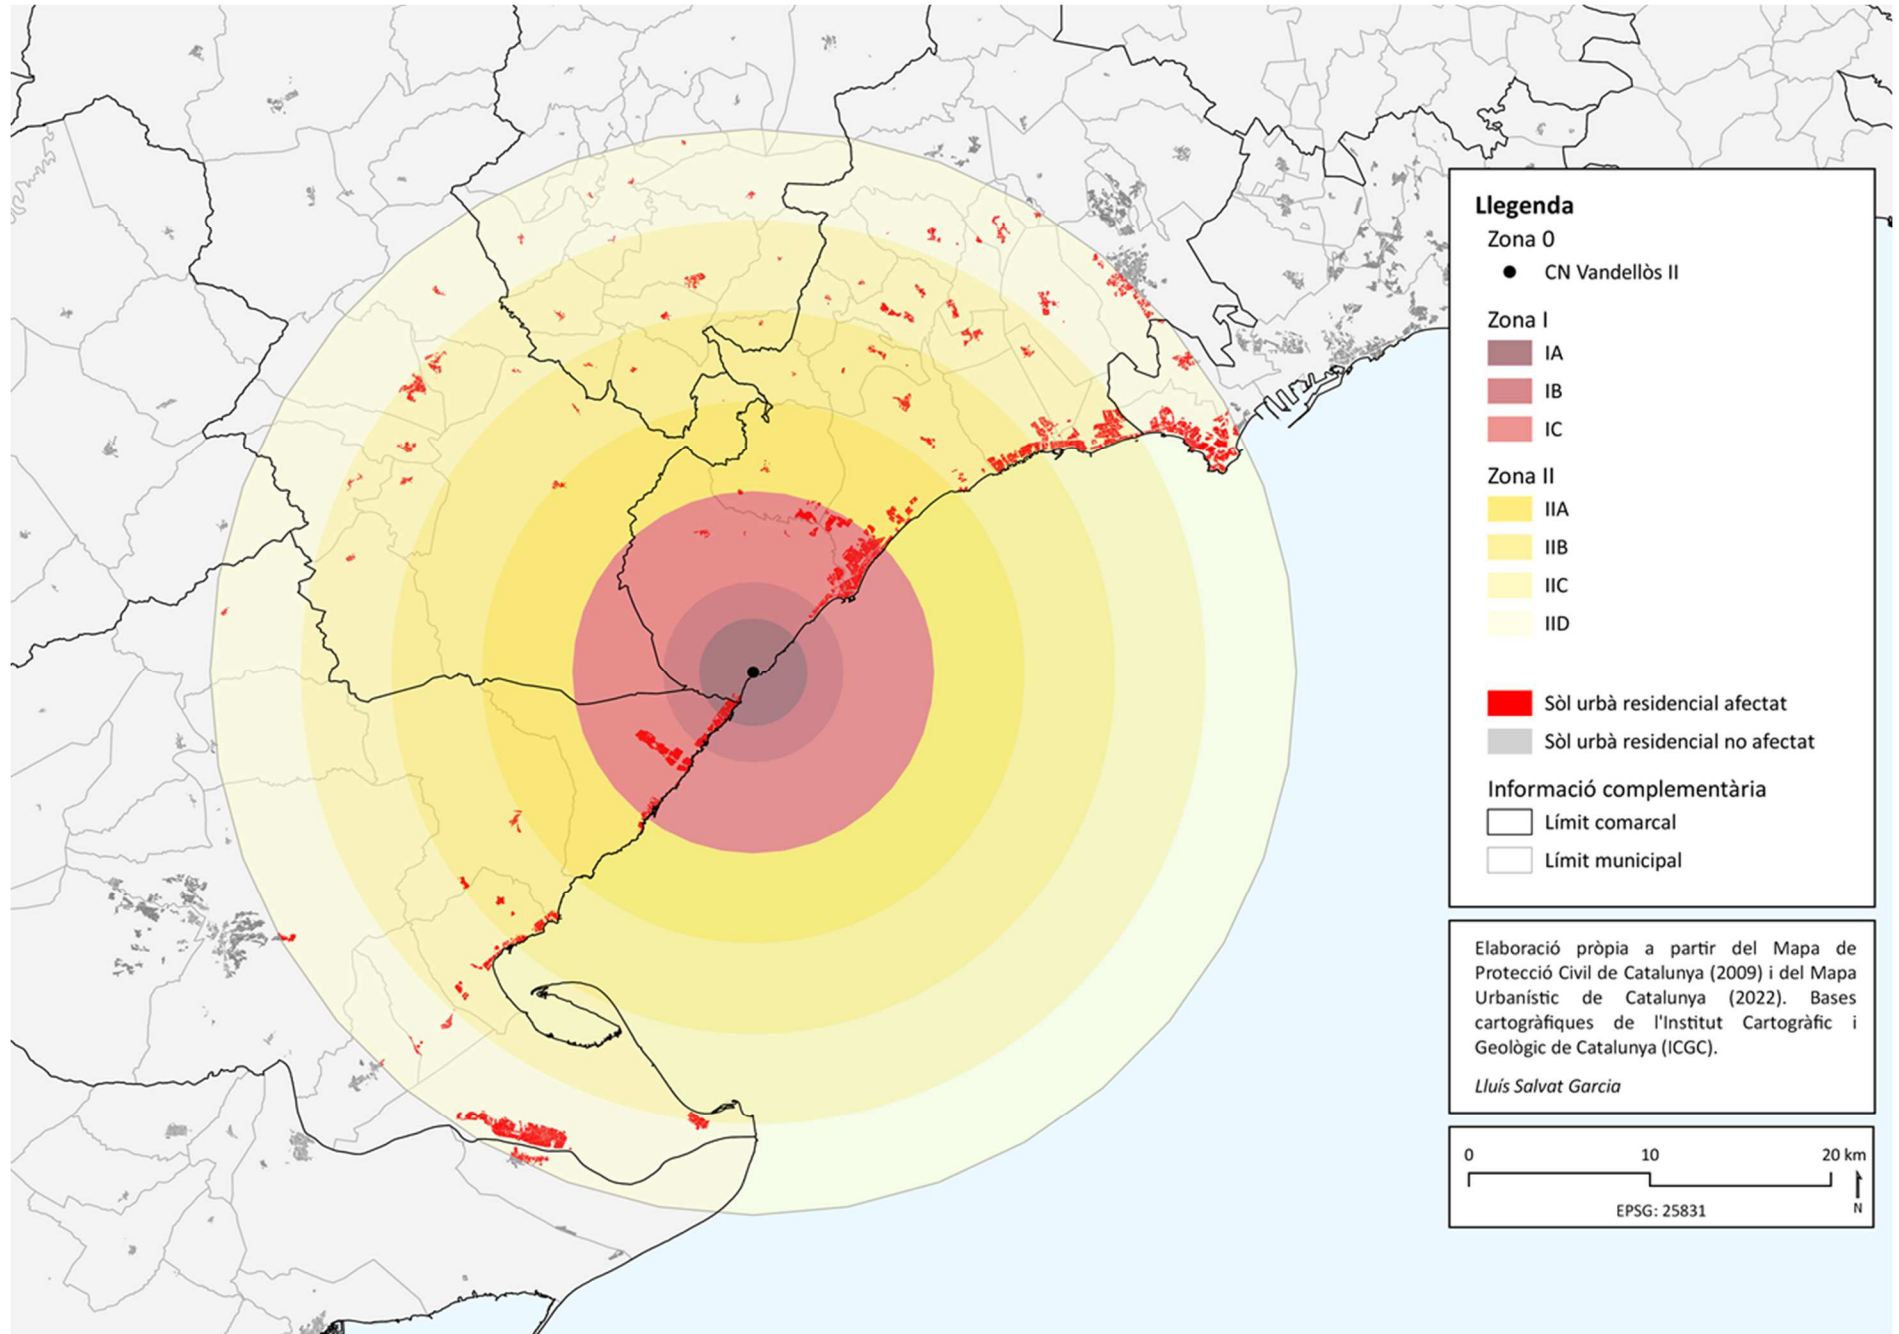 Llegenda
Zona 0
CN Vandellòs II
Zona I
IA
IB
IC
Zona II
IIA
IIB
IIC
IID
Sòl urbà residencial afectat
Sòl urbà residencial no afectat
Informació complementària
Límit comarcal
Límit municipal
Elaboració pròpia a partir del Mapa de
Protecció Civil de Catalunya (2009) i del Mapa
Urbanístic de Catalunya (2022). Bases
cartogràfiques de l'Institut Cartogràfic i
Geològic de Catalunya (ICGC).
Lluís Salvat Garcia
0 10 20 km
N
EPSG: 25831